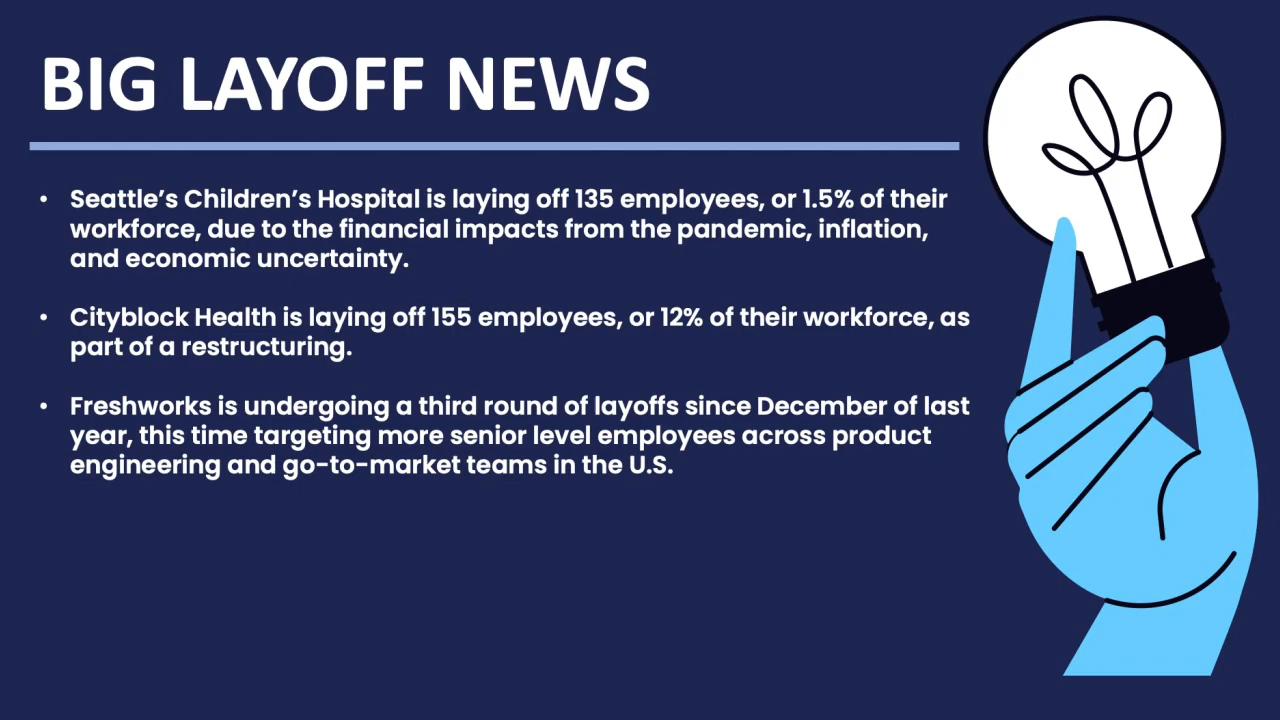 BIG LAYOFF NEWS
• Seattle’s Children’s Hospital is laying off 135 employees, or 1.5% of their
workforce, due to the financial impacts from the pandemic, inflation,
and economic uncertainty.
• Cityblock Health is laying off 155 employees, or 12% of their workforce, as
part of a restructuring.
• Freshworks is undergoing a third round of layoffs since December of last
year, this time targeting more senior level employees across product
engineering and go-to-market teams in the U.S.